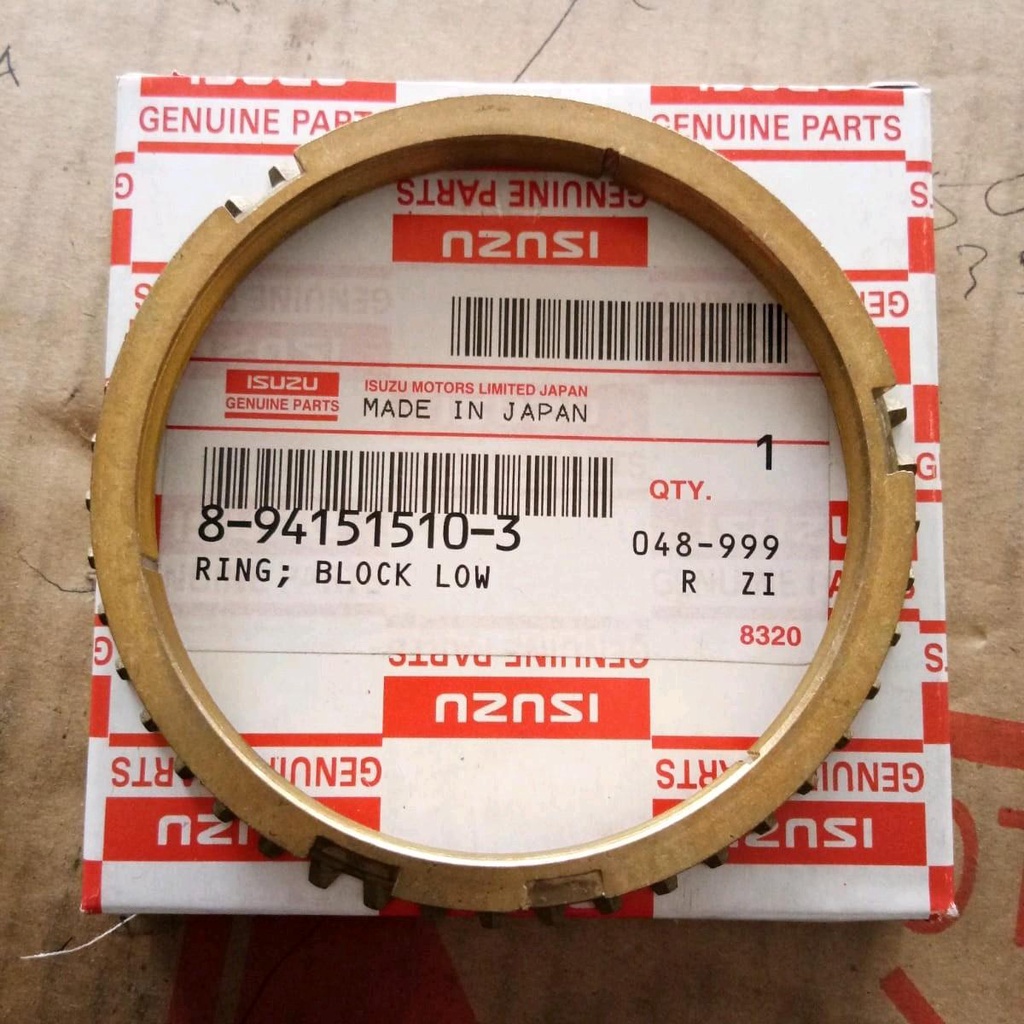 GENUINE PART
GENUINE PARTS
GENUINE PARTS
ISUZU
ISUZU
GENUINE PARTS
ISUZU MOTORS LIMITED JAPAN
MADE IN JAPAN
1
QTY.
8-94151510-3
048-999
RING; BLOCK LOW
R ZI
8320
GENUINE PARTS
ISUZU
GENUINE PARTS
GENUINE PARTS
ISUZU
ISUZU